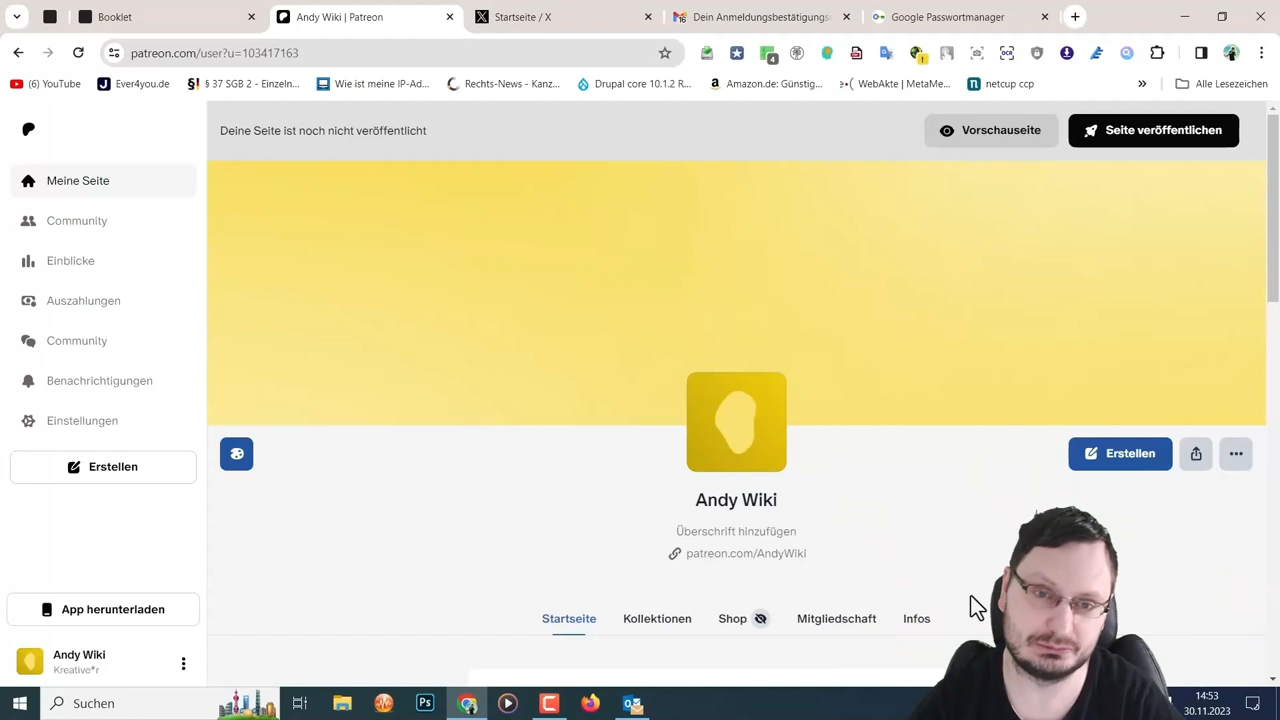 Booklet
Andy Wiki | Patreon
Startseite / X
Dein Anmeldungsbestätigungs
Google Passwortmanager
patreon.com/user?u=103417163
(6) YouTube
Ever4you.de
§ 37 SGB 2 - Einzeln...
Wie ist meine IP-Ad...
Rechts-News - Kanz...
Drupal core 10.1.2 R...
Amazon.de: Günstig...
WebAkte | MetaMe...
netcup ccp
»
Alle Lesezeichen
Deine Seite ist noch nicht veröffentlicht
Vorschauseite
Seite veröffentlichen
Meine Seite
Community
Einblicke
Auszahlungen
Community
Benachrichtigungen
Einstellungen
Erstellen
Erstellen
Andy Wiki
Überschrift hinzufügen
patreon.com/AndyWiki
Startseite
Kollektionen
Shop
Mitgliedschaft
Infos
App herunterladen
Andy Wiki
Kreative*r
Suchen
Ps
14:53
30.11.2023